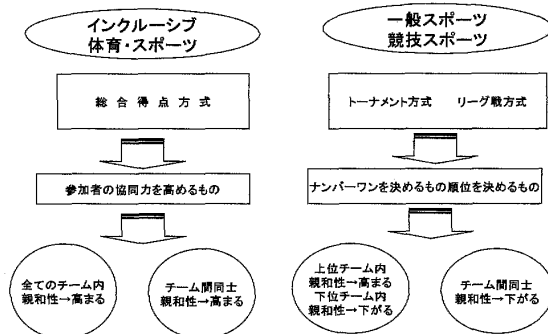 インクルーシブ
体育・スポーツ
総合得点方式
参加者の協同力を高めるもの
全てのチーム内
親和性→高まる
チーム間同士
親和性→高まる
一般スポーツ
競技スポーツ
トーナメント方式 リーグ戦方式
ナンバーワンを決めるもの順位を決めるもの
上位チーム内
親和性→高まる
下位チーム内
親和性→下がる
チーム間同士
親和性→下がる